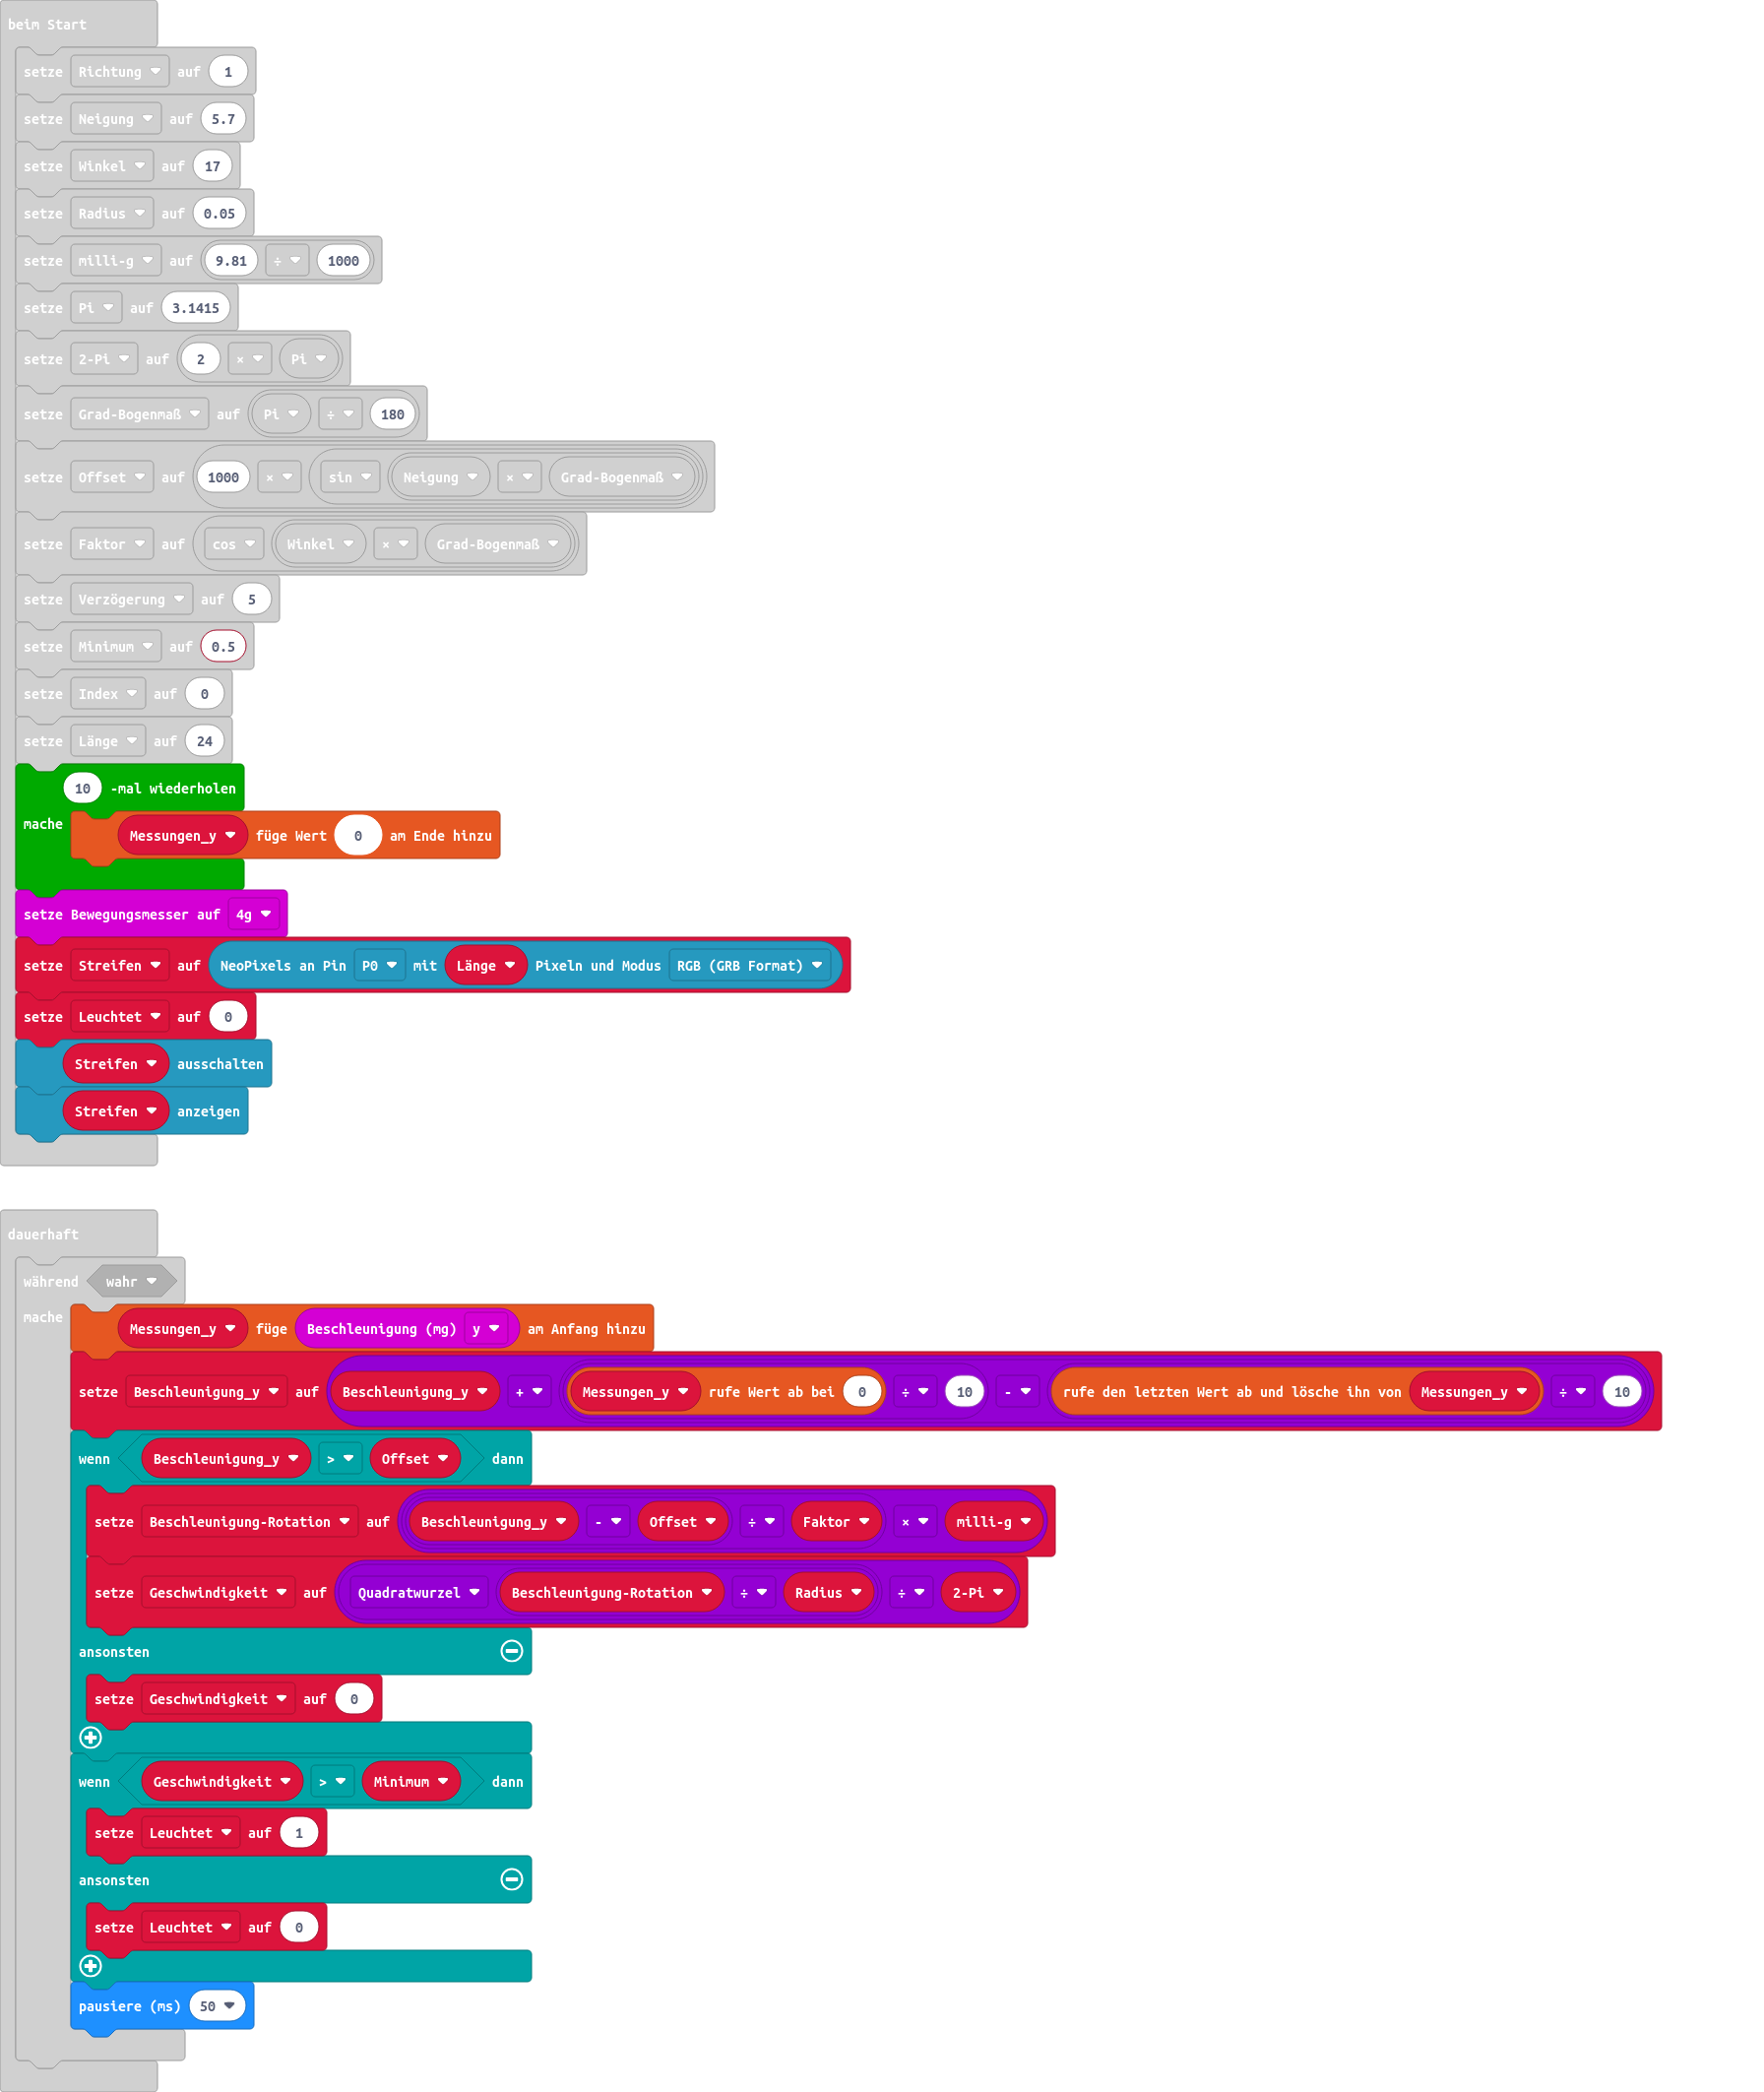 beim Start
setze Richtung auf 1
setze Neigung auf 5.7
setze Winkel auf 17
setze Radius auf 0.05
setze milli-g auf 9.81 ÷ 1000
setze Pi auf 3.1415
setze 2-Pi auf 2 × Pi
setze Grad-Bogenmaß auf Pi ÷ 180
setze Offset auf 1000 × sin Neigung × Grad-Bogenmaß
setze Faktor auf cos Winkel × Grad-Bogenmaß
setze Verzögerung auf 5
setze Minimum auf 0.5
setze Index auf 0
setze Länge auf 24
10 -mal wiederholen
mache
Messungen_y füge Wert 0 am Ende hinzu
setze Bewegungsmesser auf 4g
setze Streifen auf NeoPixels an Pin P0 mit Länge Pixeln und Modus RGB (GRB Format)
setze Leuchtet auf 0
Streifen ausschalten
Streifen anzeigen
dauerhaft
während wahr
mache
Messungen_y füge Beschleunigung (mg) y am Anfang hinzu
setze Beschleunigung_y auf Beschleunigung_y + Messungen_y rufe Wert ab bei 0 ÷ 10 - rufe den letzten Wert ab und lösche ihn von Messungen_y ÷ 10
wenn Beschleunigung_y > Offset dann
setze Beschleunigung-Rotation auf Beschleunigung_y - Offset ÷ Faktor × milli-g
setze Geschwindigkeit auf Quadratwurzel Beschleunigung-Rotation ÷ Radius ÷ 2-Pi
ansonsten
setze Geschwindigkeit auf 0
wenn Geschwindigkeit > Minimum dann
setze Leuchtet auf 1
ansonsten
setze Leuchtet auf 0
pausiere (ms) 50